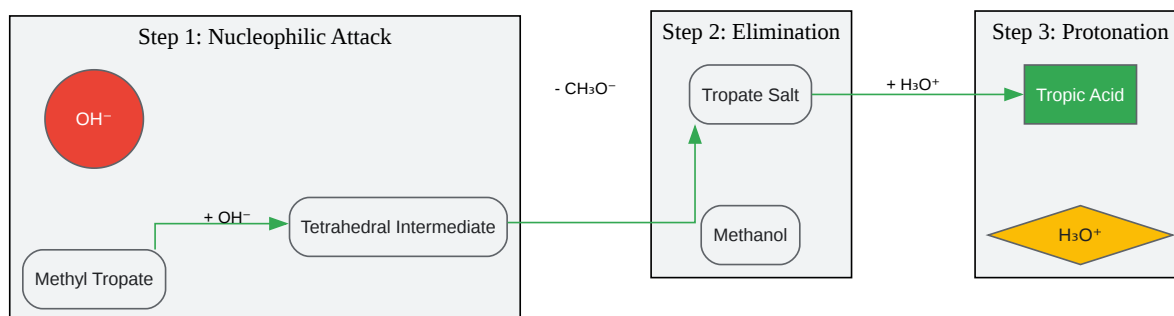 Step 1: Nucleophilic Attack
OH⁻
Methyl Tropate
+ OH⁻
Tetrahedral Intermediate
- CH₃O⁻
Step 2: Elimination
Tropate Salt
Methanol
+ H₃O⁺
Step 3: Protonation
Tropic Acid
H₃O⁺